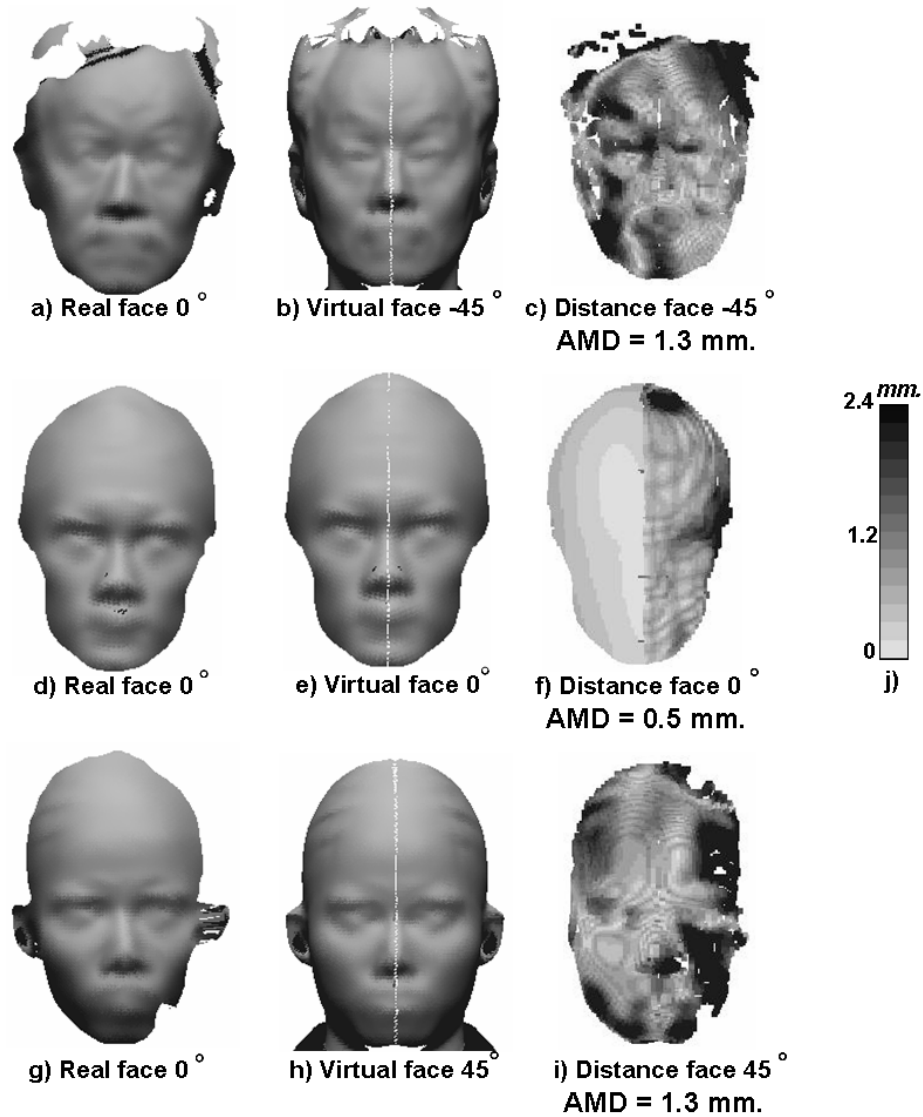 a) Real face 0 °
b) Virtual face -45 °
c) Distance face -45 °
AMD = 1.3 mm.
d) Real face 0 °
e) Virtual face 0°
f) Distance face 0 °
AMD = 0.5 mm.
mm.
2.4
1.2
0
j)
g) Real face 0 °
h) Virtual face 45°
i) Distance face 45 °
AMD = 1.3 mm.